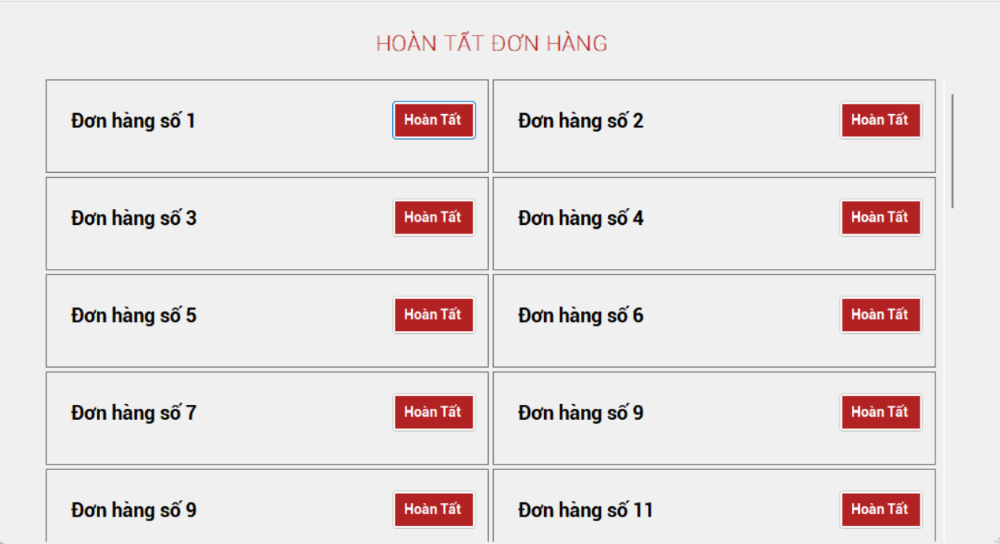 HOÀN TẤT ĐƠN HÀNG
Đơn hàng số 1 Hoàn Tất
Đơn hàng số 2 Hoàn Tất
Đơn hàng số 3 Hoàn Tất
Đơn hàng số 4 Hoàn Tất
Đơn hàng số 5 Hoàn Tất
Đơn hàng số 6 Hoàn Tất
Đơn hàng số 7 Hoàn Tất
Đơn hàng số 9 Hoàn Tất
Đơn hàng số 9 Hoàn Tất
Đơn hàng số 11 Hoàn Tất